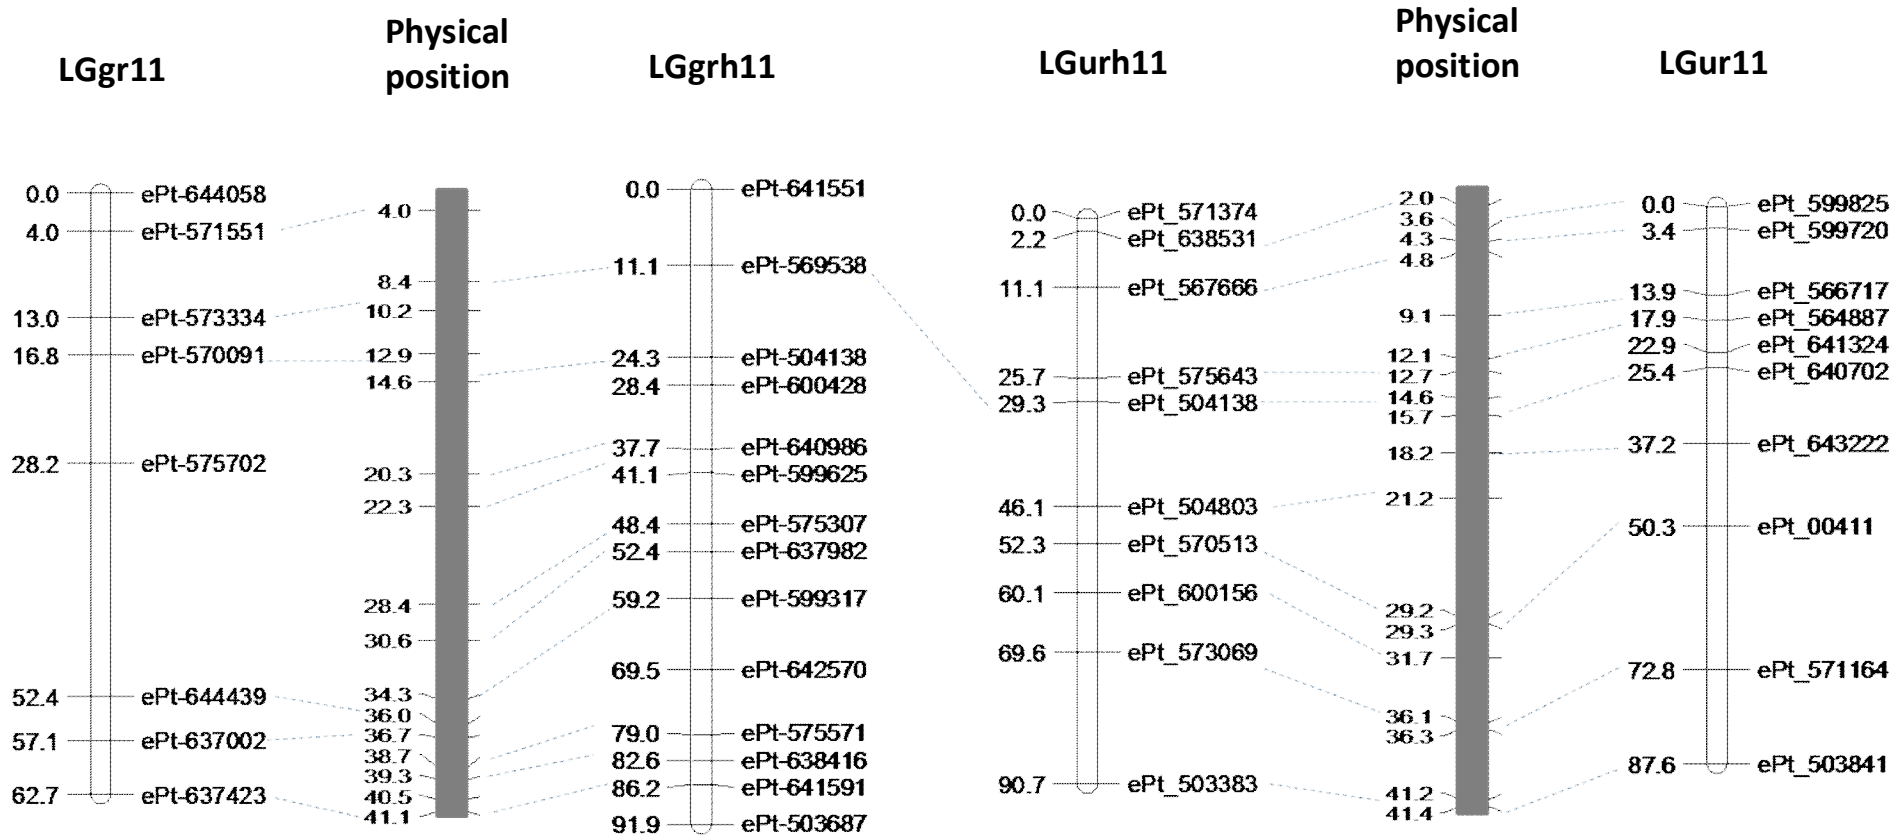 LGgr11
Physical
position
LGgrh11
LGurh11
Physical
position
LGur11
0.0 ePt-644058
4.0 ePt-571551
13.0 ePt-573334
16.8 ePt-570091
28.2 ePt-575702
52.4 ePt-644439
57.1 ePt-637002
62.7 ePt-637423
4.0
8.4
10.2
12.9
14.6
20.3
22.3
28.4
30.6
34.3
36.0
36.7
38.7
39.3
40.5
41.1
0.0 ePt-641551
11.1 ePt-569538
24.3 ePt-504138
28.4 ePt-600428
37.7 ePt-640986
41.1 ePt-599625
48.4 ePt-575307
52.4 ePt-637982
59.2 ePt-599317
69.5 ePt-642570
79.0 ePt-575571
82.6 ePt-638416
86.2 ePt-641591
91.9 ePt-503687
0.0 ePt_571374
2.2 ePt_638531
11.1 ePt_567666
25.7 ePt_575643
29.3 ePt_504138
46.1 ePt_504803
52.3 ePt_570513
60.1 ePt_600156
69.6 ePt_573069
90.7 ePt_503383
2.0
3.6
4.3
4.8
9.1
12.1
12.7
14.6
15.7
18.2
21.2
29.2
29.3
31.7
36.1
36.3
41.2
41.4
0.0 ePt_599825
3.4 ePt_599720
13.9 ePt_566717
17.9 ePt_564887
22.9 ePt_641324
25.4 ePt_640702
37.2 ePt_643222
50.3 ePt_00411
72.8 ePt_571164
87.6 ePt_503841